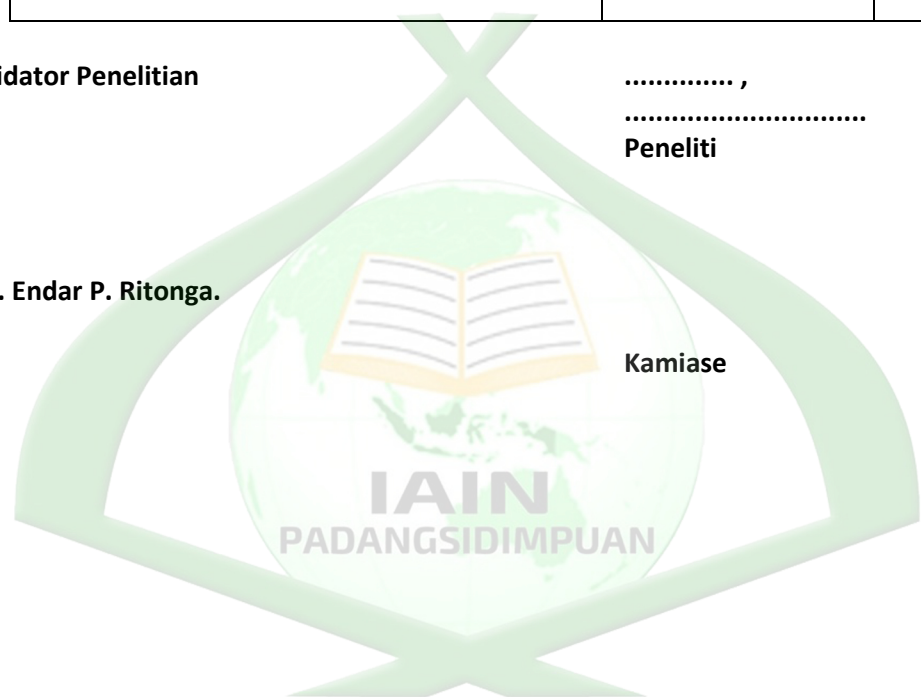 idator Penelitian
.............. ,
...............................
Peneliti
. Endar P. Ritonga.
Kamiase
IAIN
PADANGSIDIMPUAN